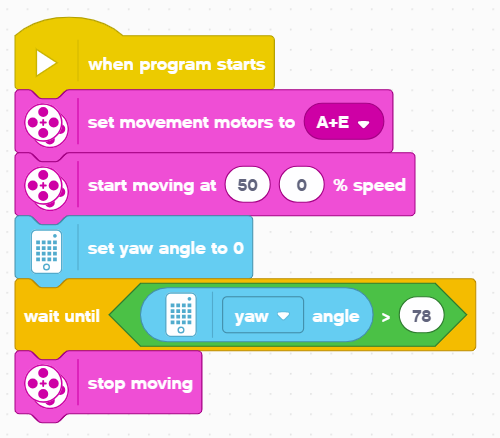 when program starts
set movement motors to A+E
start moving at 50 0 % speed
set yaw angle to 0
wait until yaw angle > 78
stop moving